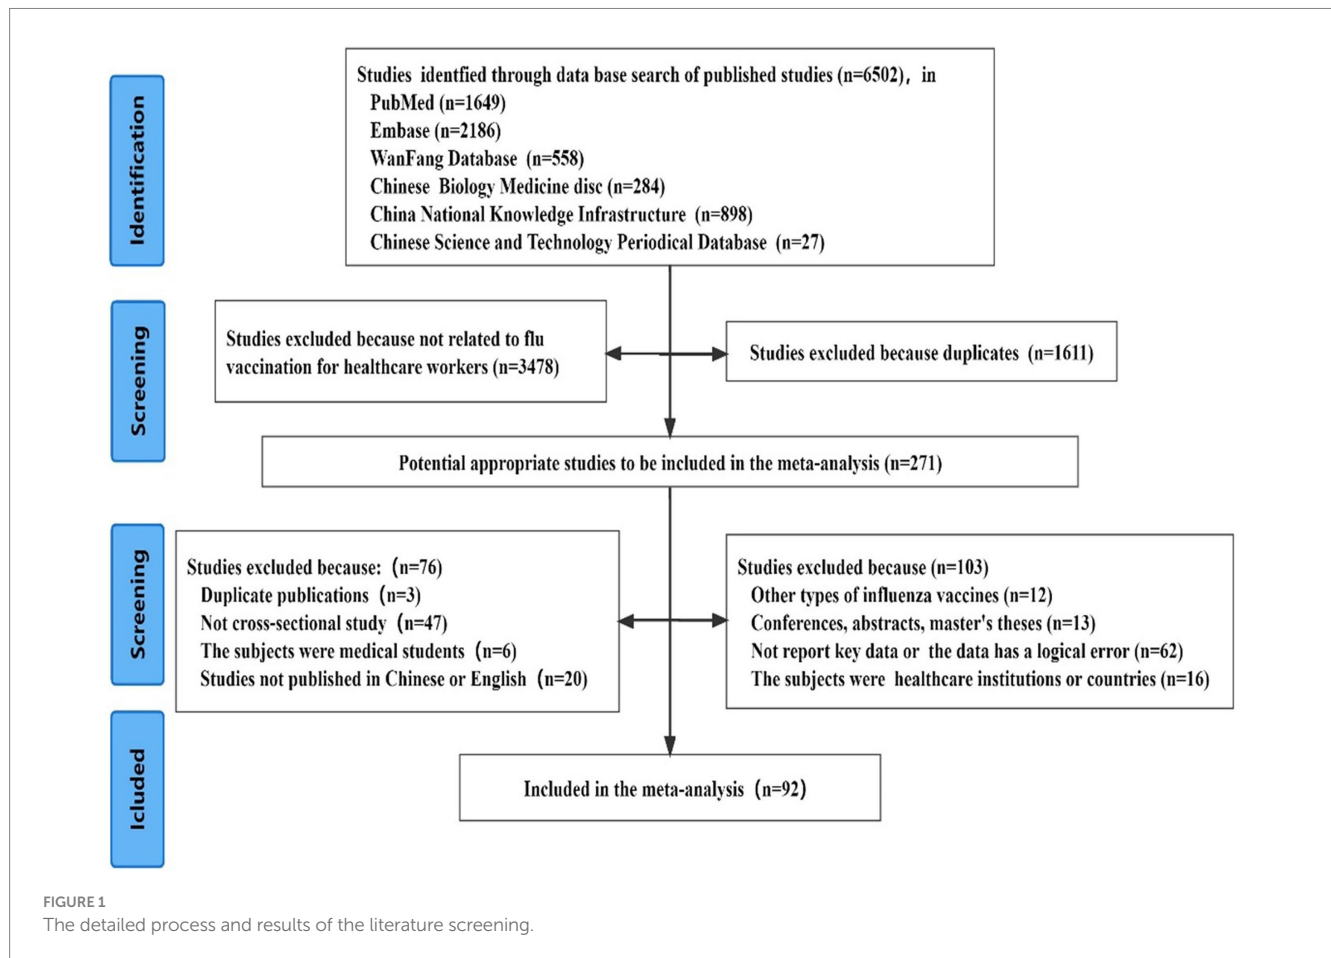 Identification
Studies identfied through data base search of published studies (n=6502), in
PubMed (n=1649)
Embase (n=2186)
WanFang Database (n=558)
Chinese Biology Medicine disc (n=284)
China National Knowledge Infrastructure (n=898)
Chinese Science and Technology Periodical Database (n=27)
Screening
Studies excluded because not related to flu
vaccination for healthcare workers (n=3478)
Studies excluded because duplicates (n=1611)
Potential appropriate studies to be included in the meta-analysis (n=271)
Screening
Studies excluded because: (n=76)
Duplicate publications (n=3)
Not cross-sectional study (n=47)
The subjects were medical students (n=6)
Studies not published in Chinese or English (n=20)
Studies excluded because (n=103)
Other types of influenza vaccines (n=12)
Conferences, abstracts, master's theses (n=13)
Not report key data or the data has a logical error (n=62)
The subjects were healthcare institutions or countries (n=16)
Icluded
Included in the meta-analysis (n=92)
FIGURE 1
The detailed process and results of the literature screening.